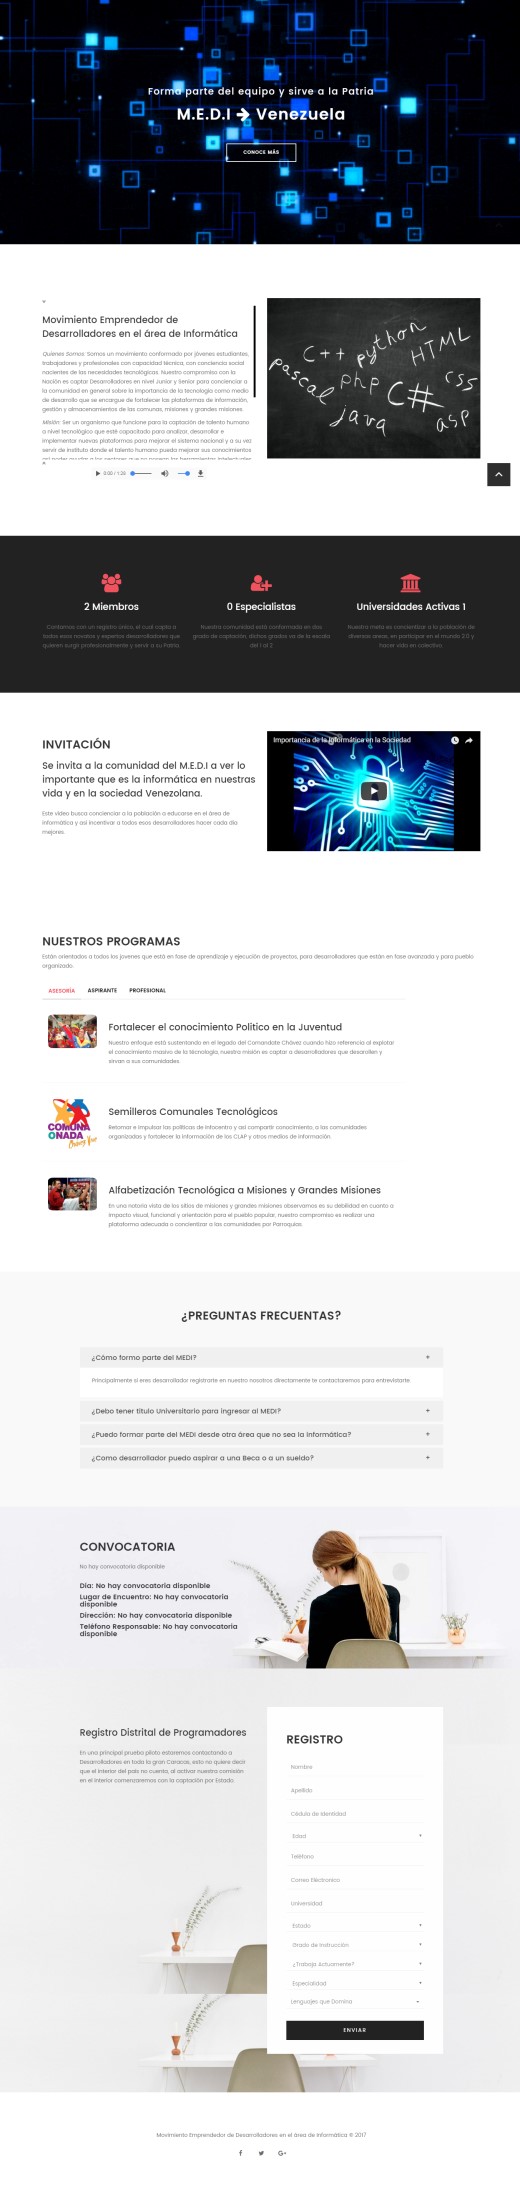 Forma parte del equipo y sirve a la Patria
M.E.D.I → Venezuela
CONOCE MÁS
Movimiento Emprendedor de
Desarrolladores en el área de Informática
Quienes Somos: Somos un movimiento conformado por jóvenes estudiantes,
trabajadores y profesionales con capacidad técnica, con conciencia social
nacientes de las necesidades tecnológicas. Nuestro compromiso con la
Nación es captar Desarrolladores en nivel Junior y Senior para concienciar a
la comunidad en general sobre la importancia de la tecnología como medio
de desarrollo que se encargue de fortalecer las plataformas de información,
gestión y almacenamientos de las comunas, misiones y grandes misiones
Misión: Ser un organismo que funcione para la captación de talento humano
a nivel tecnológico que esté capacitado para analizar, desarrollar e
implementar nuevas plataformas para mejorar el sistema nacional y a su vez
servir de instituto donde el talento humano pueda mejorar sus conocimientos
C++ python HTML
pascal php C# css
java asp
0:00 / 1:28
2 Miembros
Contamos con un registro único, el cual capta a
todos esos novatos y expertos desarrolladores que
quieren surgir profesionalmente y servir a su Patria.
0 Especialistas
Nuestra comunidad está conformada en dos
grado de captación, dichos grados va de la escala
del 1 al 2.
Universidades Activas 1
Nuestra meta es concientizar a la población de
diversas areas, en participar en el mundo 2.0 y
hacer vida en colectivo.
INVITACIÓN
Se invita a la comunidad del M.E.D.I a ver lo
importante que es la informática en nuestras
vida y en la sociedad Venezolana.
Este video busca concienciar a la población a educarse en el área de
Informática y asi incentivar a todos esos desarrolladores hacer cada día
mejores.
Importancia de la Informática en la Sociedad
NUESTROS PROGRAMAS
Están orientados a todos los jovenes que está en fase de aprendizaje y ejecución de proyectos, para desarrolladores que están en fase avanzada y para pueblo
organizado.
ASESORÍA
ASPIRANTE
PROFESIONAL
Fortalecer el conocimiento Politico en la Juventud
Nuestro enfoque está sustentando en el legado del Comandate Chávez cuando hizo referencia al explotar
el conocimiento masivo de la técnologia, nuestra misión es captar a desarolladores que desarollen y
sirvan a sus comunidades.
COMUNA
O NADA
Semilleros Comunales Tecnológicos
Retomar e impulsar las politicas de infocentro y asi compartir conocimiento, a las comunidades
organizadas y fortalecer la información de los CLAP y otros medios de información
Alfabetización Tecnológica a Misiones y Grandes Misiones
En una notoria vista de los sitios de misiones y grandes misiones observamos es su debilidad en cuanto a
impacto visual, funcional y orientación para el pueblo popular, nuestro compromiso es realizar una
plataforma adecuada o concientizar a las comunidades por Parroquias.
¿PREGUNTAS FRECUENTAS?
¿Cómo formo parte del MEDI?
+
Principalmente si eres desarrollador registrarte en nuestro nosotros directamente te contactaremos para entrevistarte.
¿Debo tener titulo Universitario para ingresar al MEDI?
+
¿Puedo formar parte del MEDI desde otra área que no sea la Informática?
+
¿Como desarrollador puedo aspirar a una Beca o a un sueldo?
+
CONVOCATORIA
No hay convocatoria disponible
Día: No hay convocatoria disponible
Lugar de Encuentro: No hay convocatoria
disponible
Dirección: No hay convocatoria disponible
Teléfono Responsable: No hay convocatoria
disponible
Registro Distrital de Programadores
En una principal prueba piloto estaremos contactando a
Desarrolladores en toda la gran Caracas, esto no quiere decir
que el interior del país no cuenta, al activar nuestra comisión
en el interior comenzaremos con la captación por Estado.
REGISTRO
Nombre
Apellido
Cédula de Identidad
Edad
Teléfono
Correo Eléctronico
Universidad
Estado
Grado de Instrucción
¿Trabaja Actuamente?
Especialidad
Lenguajes que Domina
ENVIAR
Movimiento Emprendedor de Desarrolladores en el área de Informática © 2017